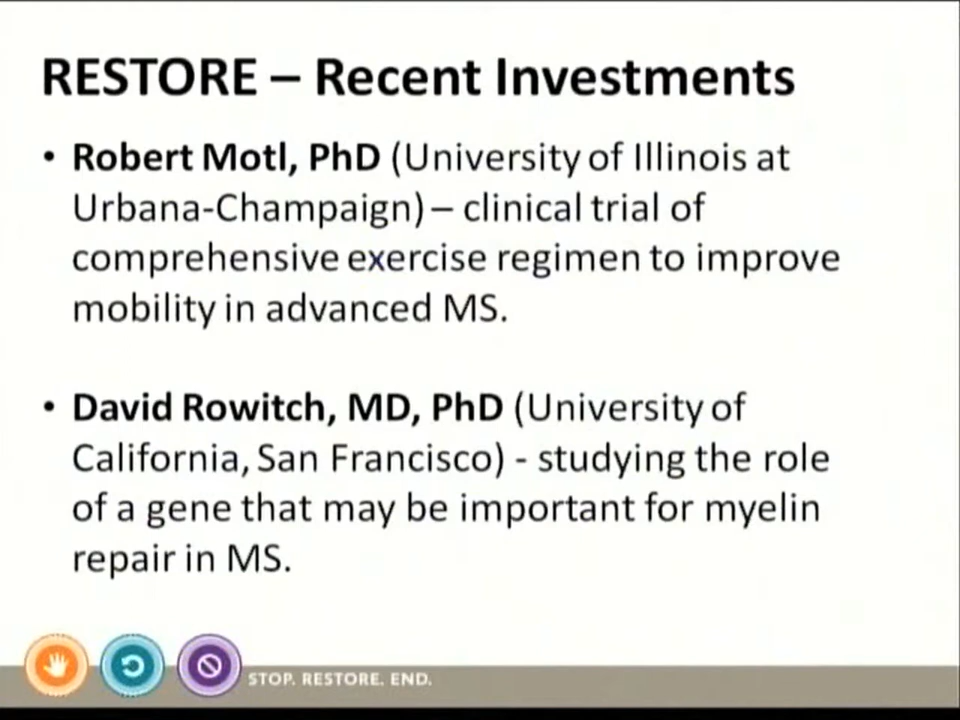 RESTORE – Recent Investments
• Robert Motl, PhD (University of Illinois at
Urbana-Champaign) – clinical trial of
comprehensive exercise regimen to improve
mobility in advanced MS.
• David Rowitch, MD, PhD (University of
California, San Francisco) - studying the role
of a gene that may be important for myelin
repair in MS.
STOP. RESTORE. END.